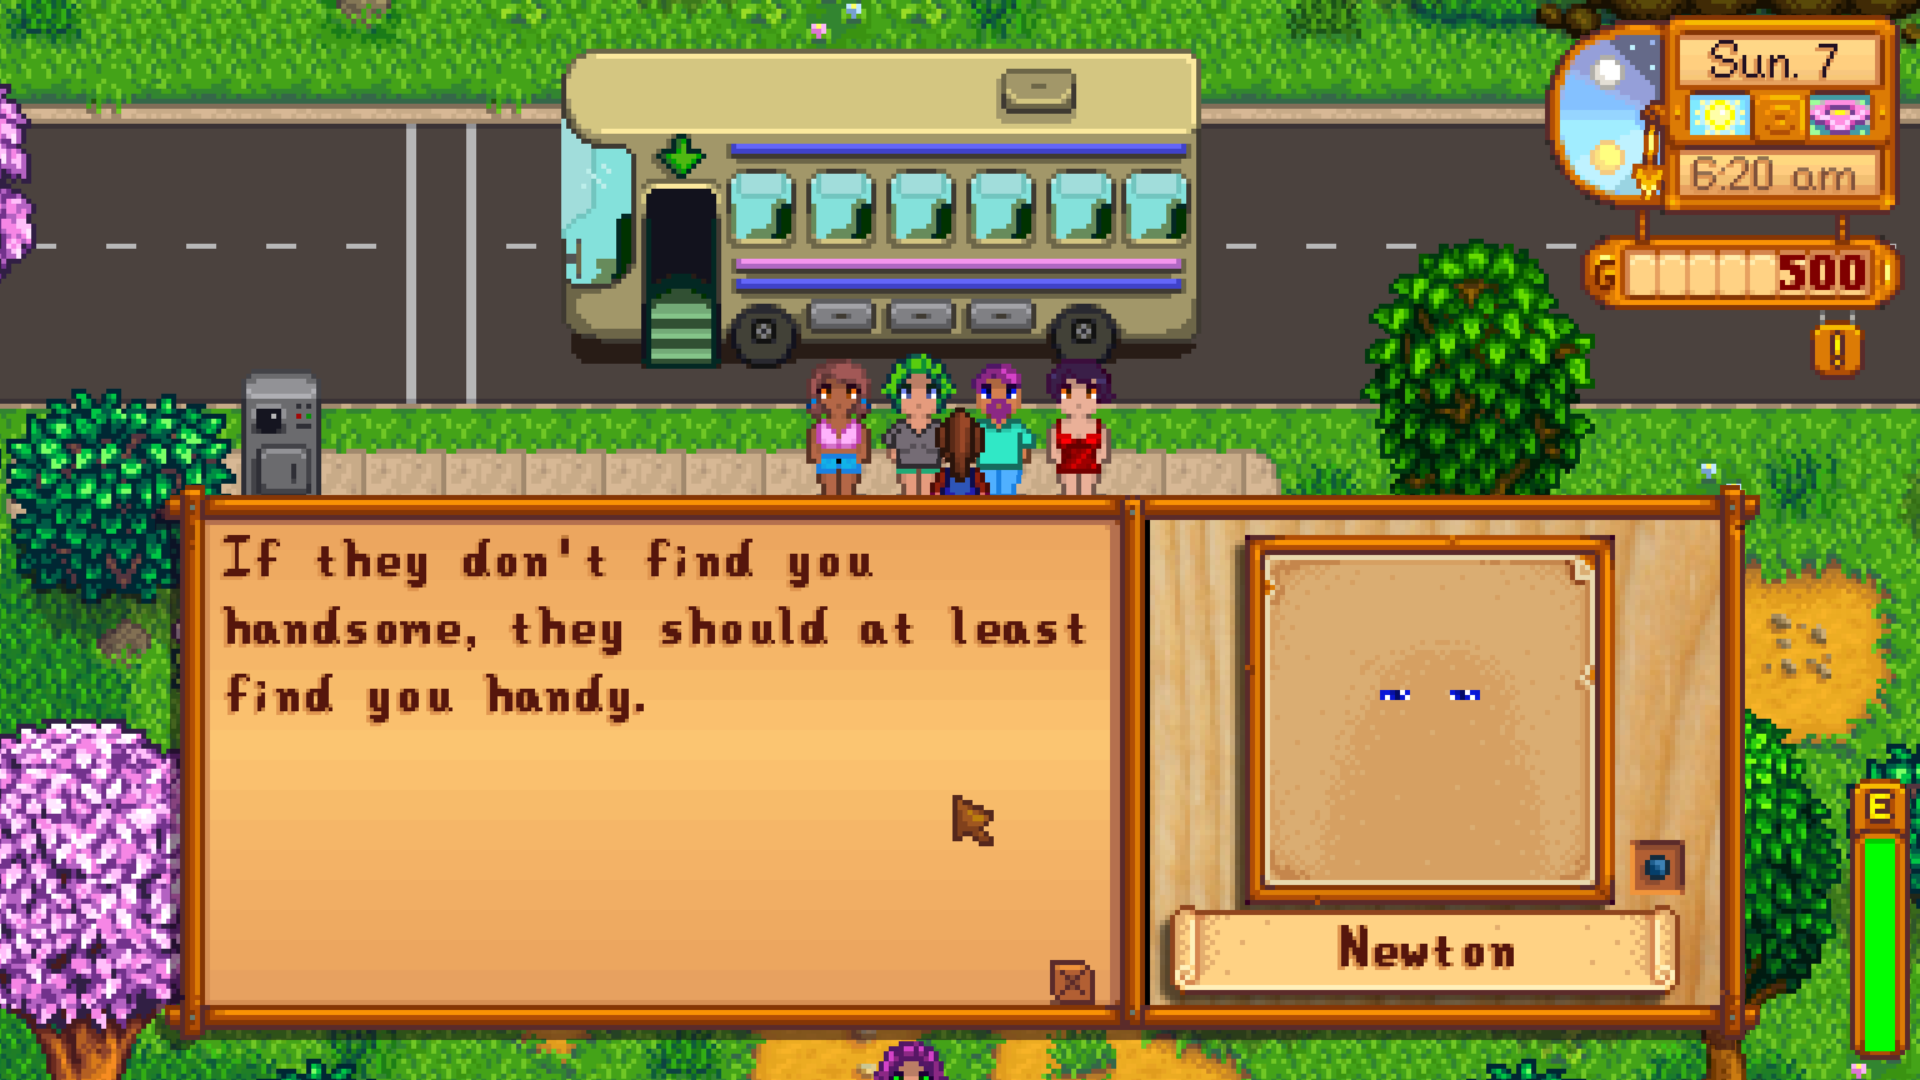 Sun. 7
6:20 am
G 500
!
If they don't find you
handsome, they should at least
find you handy.
Newton
E